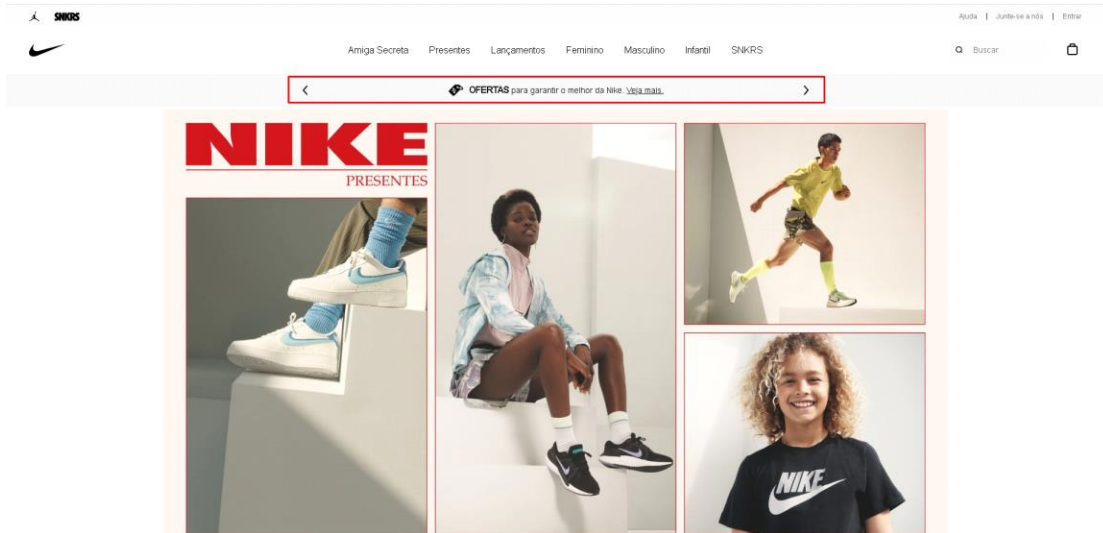 SNKRS
Ajuda | Junte-se a nós | Entrar
Amiga Secreta Presentes Lançamentos Feminino Masculino Infantil SNKRS
Buscar
OFERTAS para garantir o melhor da Nike. Veja mais.
NIKE
PRESENTES
NIKE